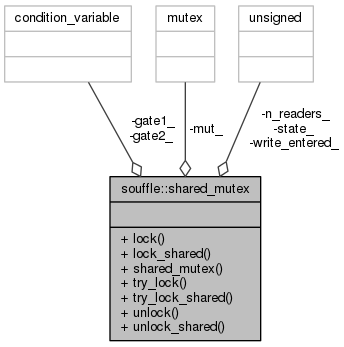 condition_variable
mutex
unsigned
-gate1_
-gate2_
-mut_
-n_readers_
-state_
-write_entered_
souffle::shared_mutex
+ lock()
+ lock_shared()
+ shared_mutex()
+ try_lock()
+ try_lock_shared()
+ unlock()
+ unlock_shared()